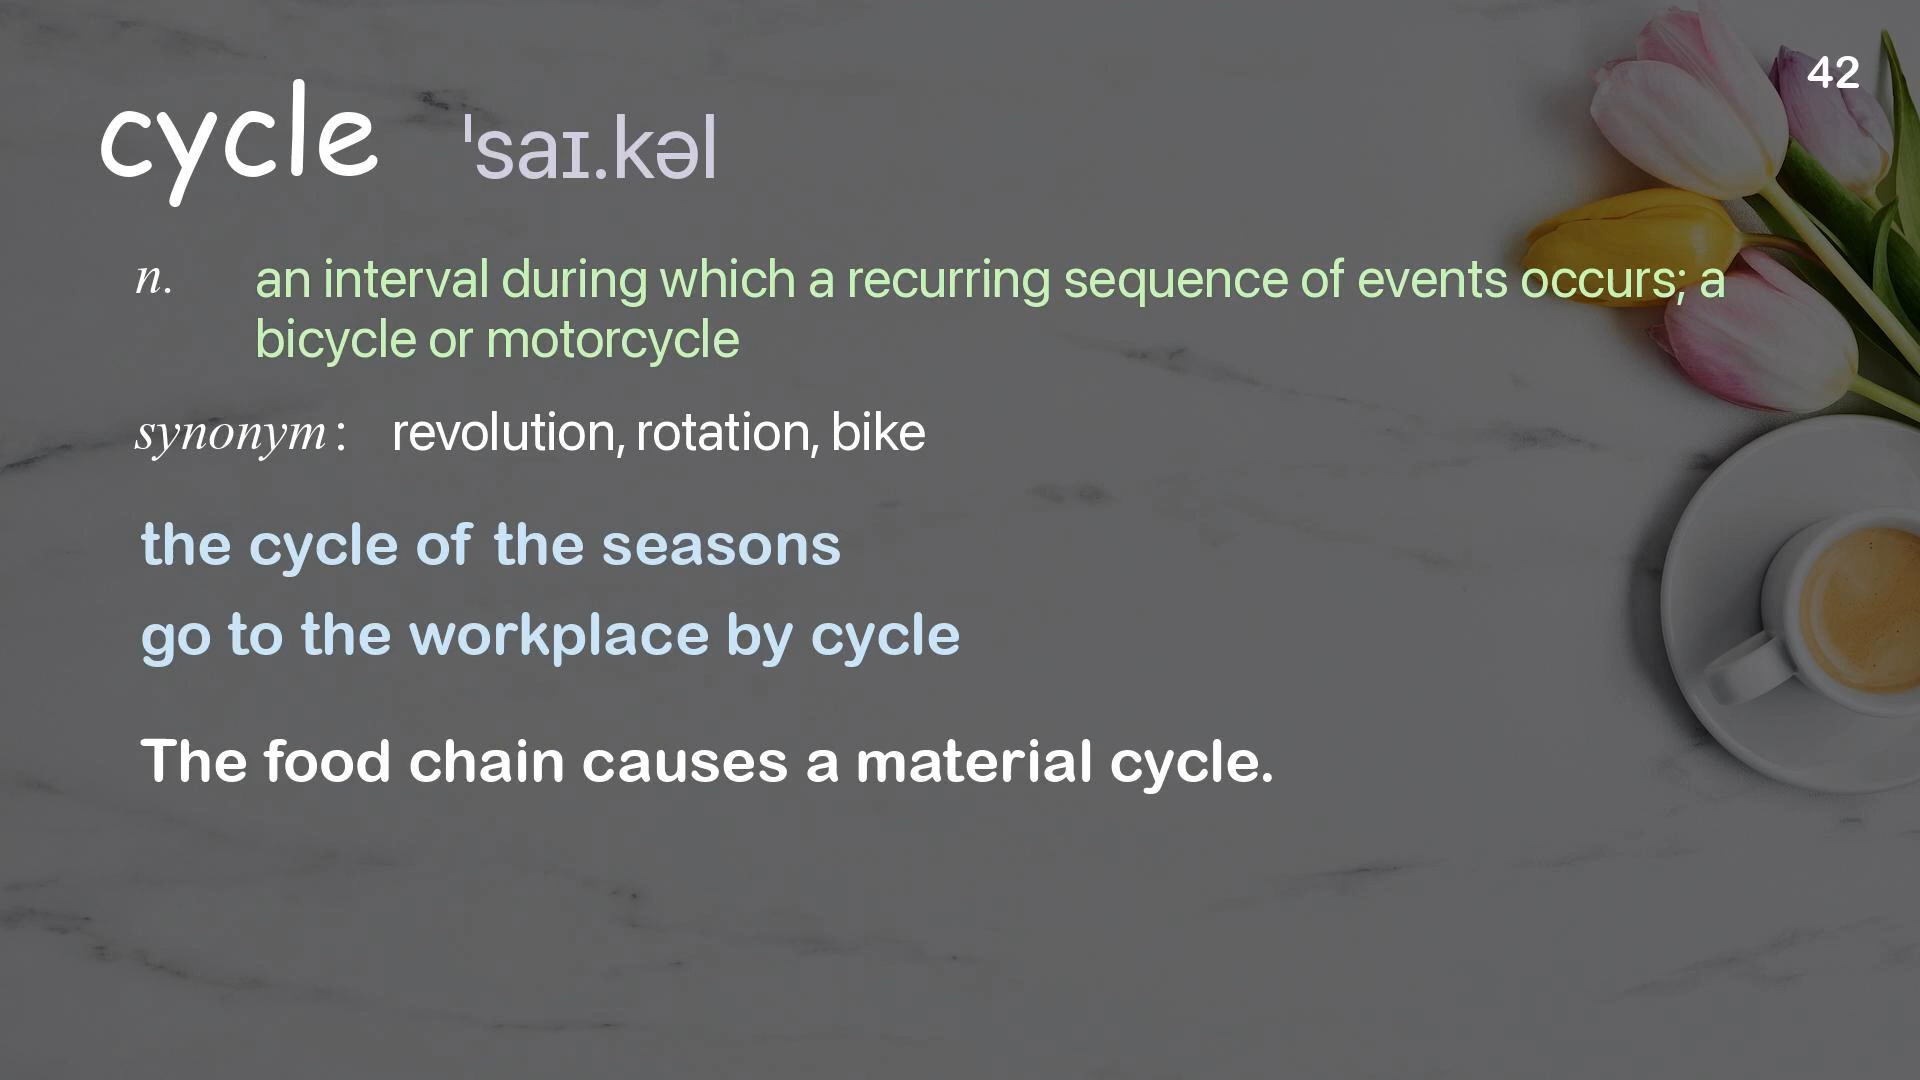 42
cycle ˈsaɪ.kəl
n. an interval during which a recurring sequence of events occurs; a
bicycle or motorcycle
synonym: revolution, rotation, bike
the cycle of the seasons
go to the workplace by cycle
The food chain causes a material cycle.